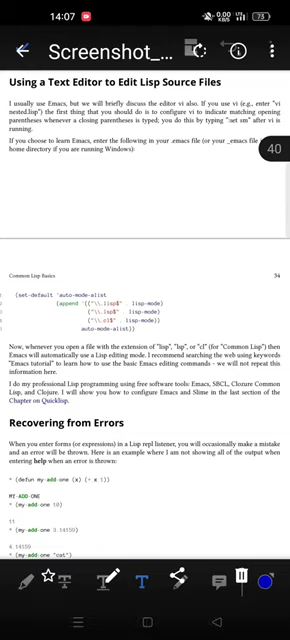 14:07
0.00 KB/S
73
Screenshot_...
Using a Text Editor to Edit Lisp Source Files
I usually use Emacs, but we will briefly discuss the editor vi also. If you use vi (e.g., enter "vi
nested.lisp") the first thing that you should do is to configure vi to indicate matching opening
parentheses whenever a closing parentheses is typed; you do this by typing ":set sm" after vi is
running.
If you choose to learn Emacs, enter the following in your .emacs file (or your _emacs file
home directory if you are running Windows):
40
Common Lisp Basics 34
(set-default 'auto-mode-alist
(append '(("\\.lisp$" . lisp-mode)
("\\.lsp$" . lisp-mode)
("\\.cl$" . lisp-mode))
auto-mode-alist))
Now, whenever you open a file with the extension of "lisp", "lsp", or "cl" (for "Common Lisp") then
Emacs will automatically use a Lisp editing mode. I recommend searching the web using keywords
"Emacs tutorial" to learn how to use the basic Emacs editing commands - we will not repeat this
information here.
I do my professional Lisp programming using free software tools: Emacs, SBCL, Clozure Common
Lisp, and Clojure. I will show you how to configure Emacs and Slime in the last section of the
Chapter on Quicklisp.
Recovering from Errors
When you enter forms (or expressions) in a Lisp repl listener, you will occasionally make a mistake
and an error will be thrown. Here is an example where I am not showing all of the output when
entering help when an error is thrown:
* (defun my-add-one (x) (+ x 1))
MY-ADD-ONE
* (my-add-one 10)
11
* (my-add-one 3.14159)
4.14159
* (my-add-one "cat")